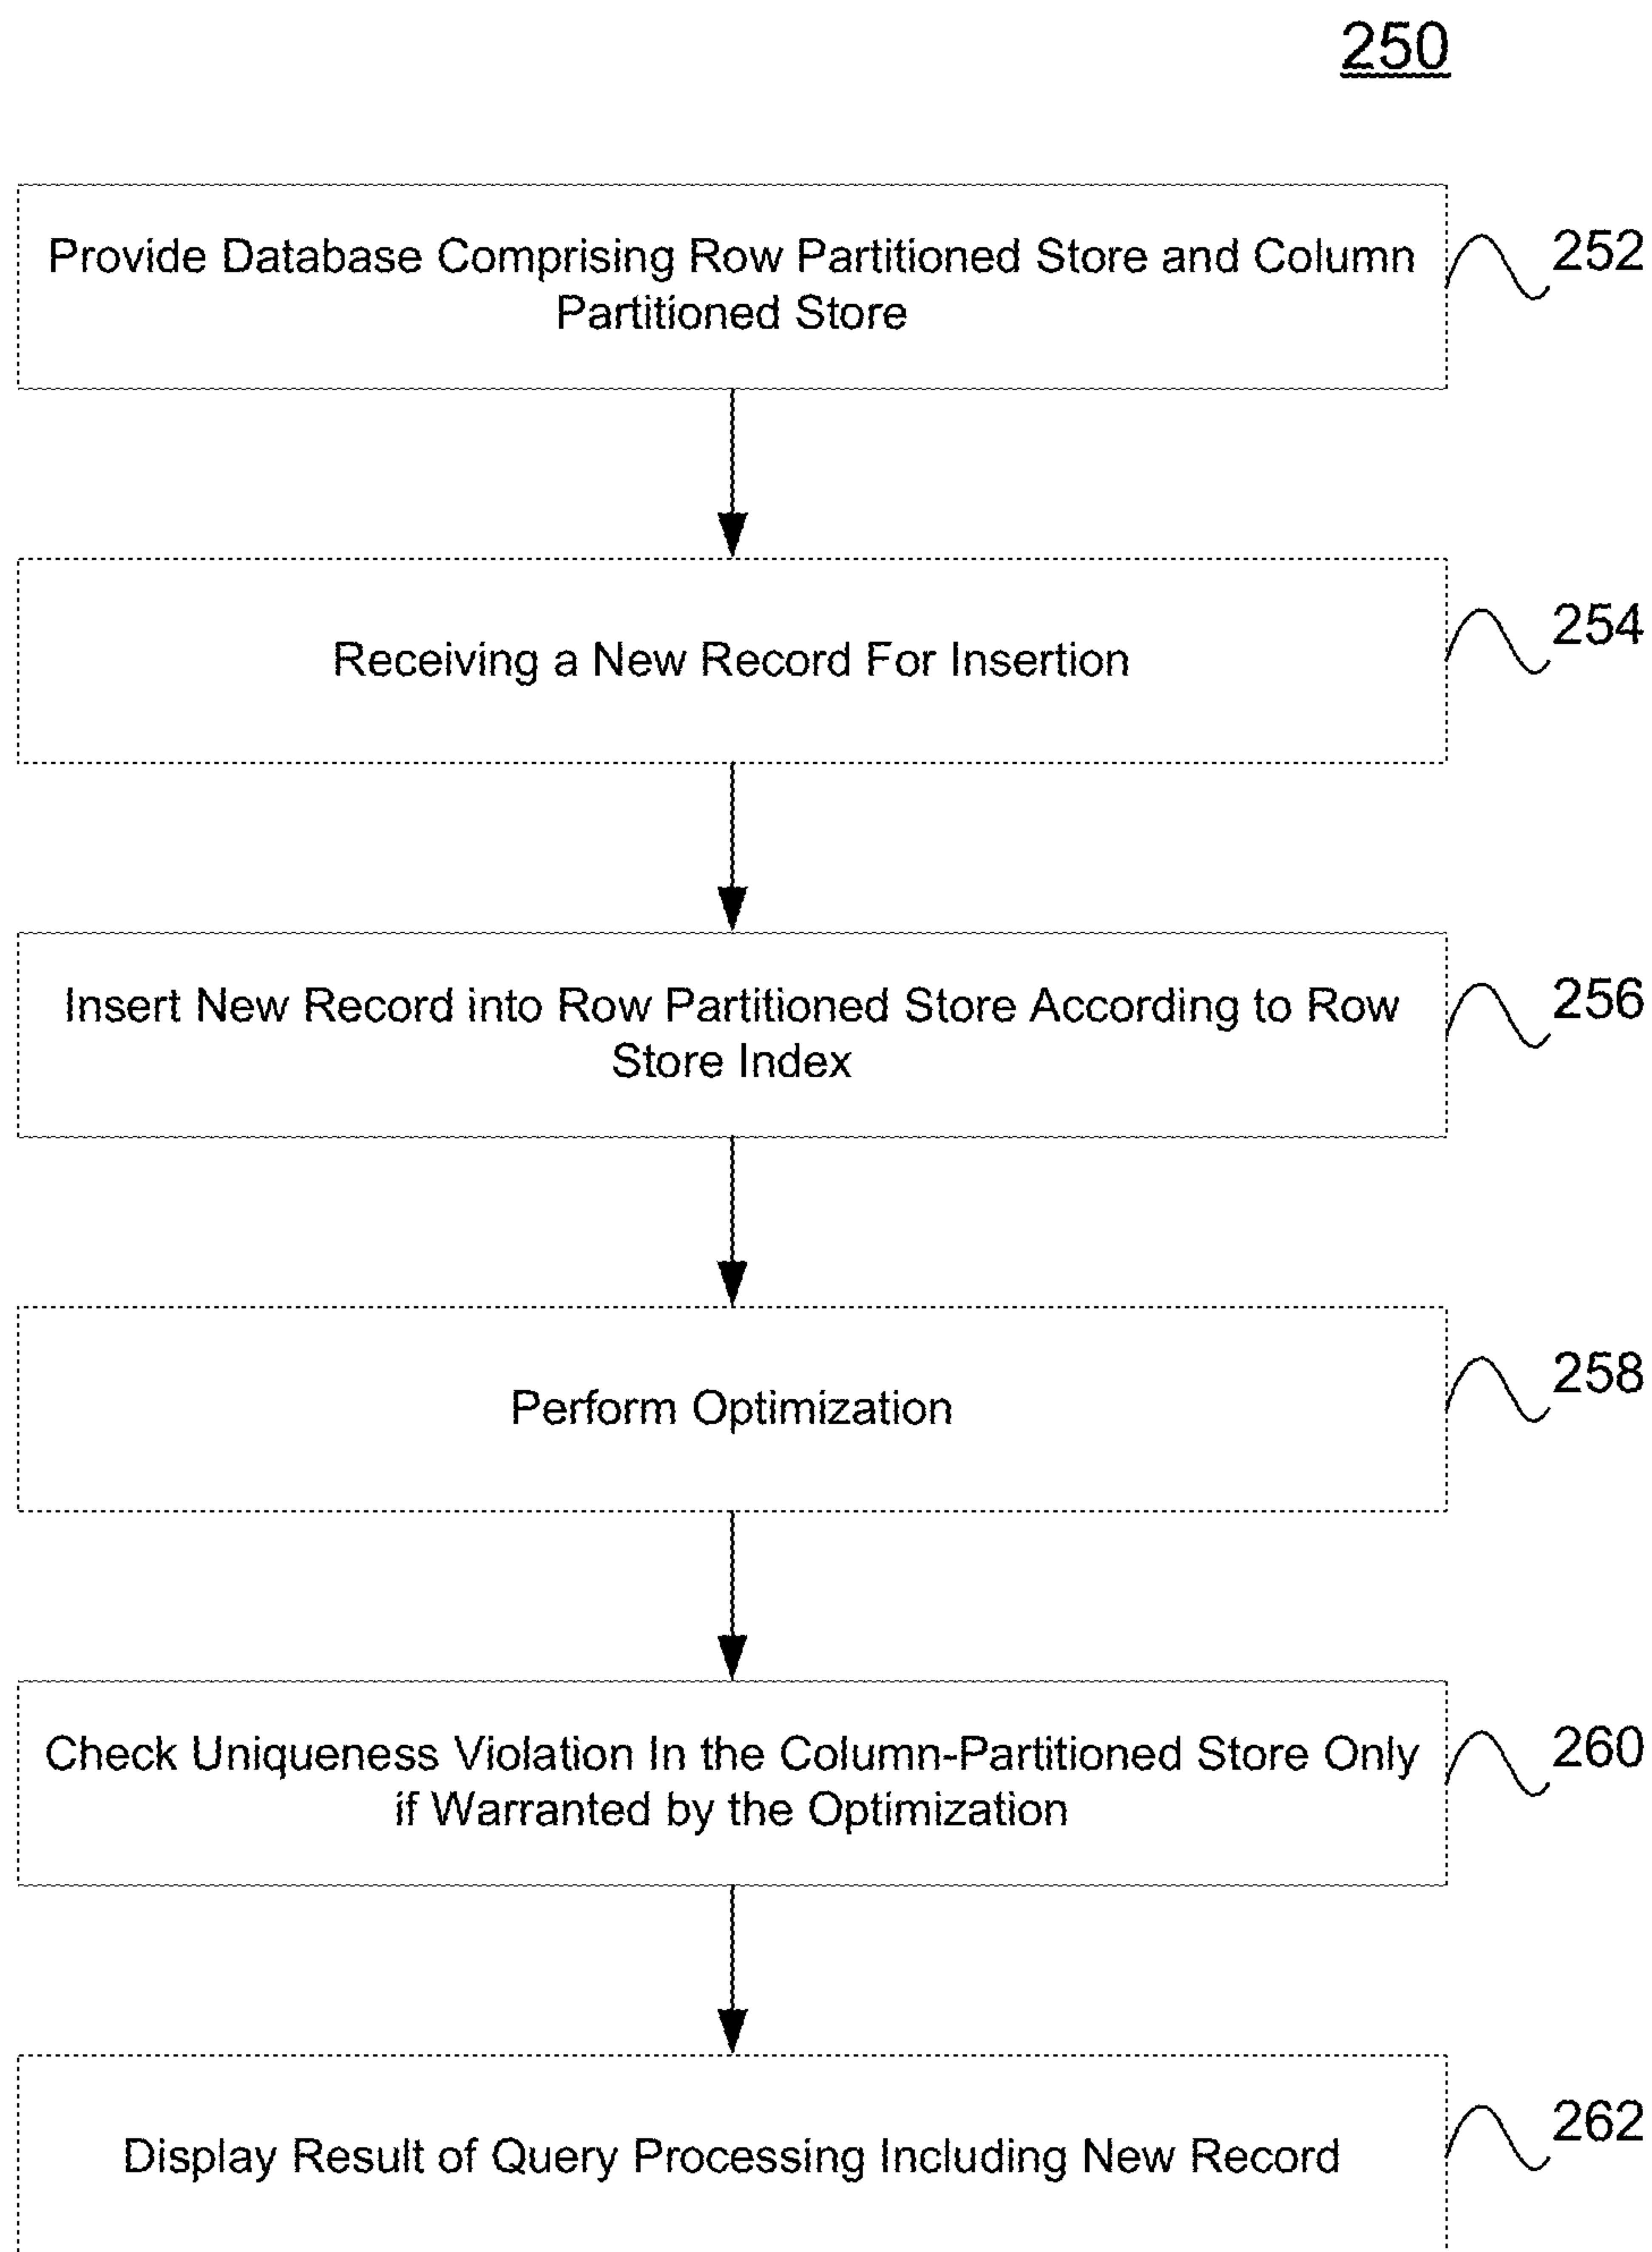 250
Provide Database Comprising Row Partitioned Store and Column
Partitioned Store
252
Receiving a New Record For Insertion
254
Insert New Record into Row Partitioned Store According to Row
Store Index
256
Perform Optimization
258
Check Uniqueness Violation In the Column-Partitioned Store Only
if Warranted by the Optimization
260
Display Result of Query Processing Including New Record
262